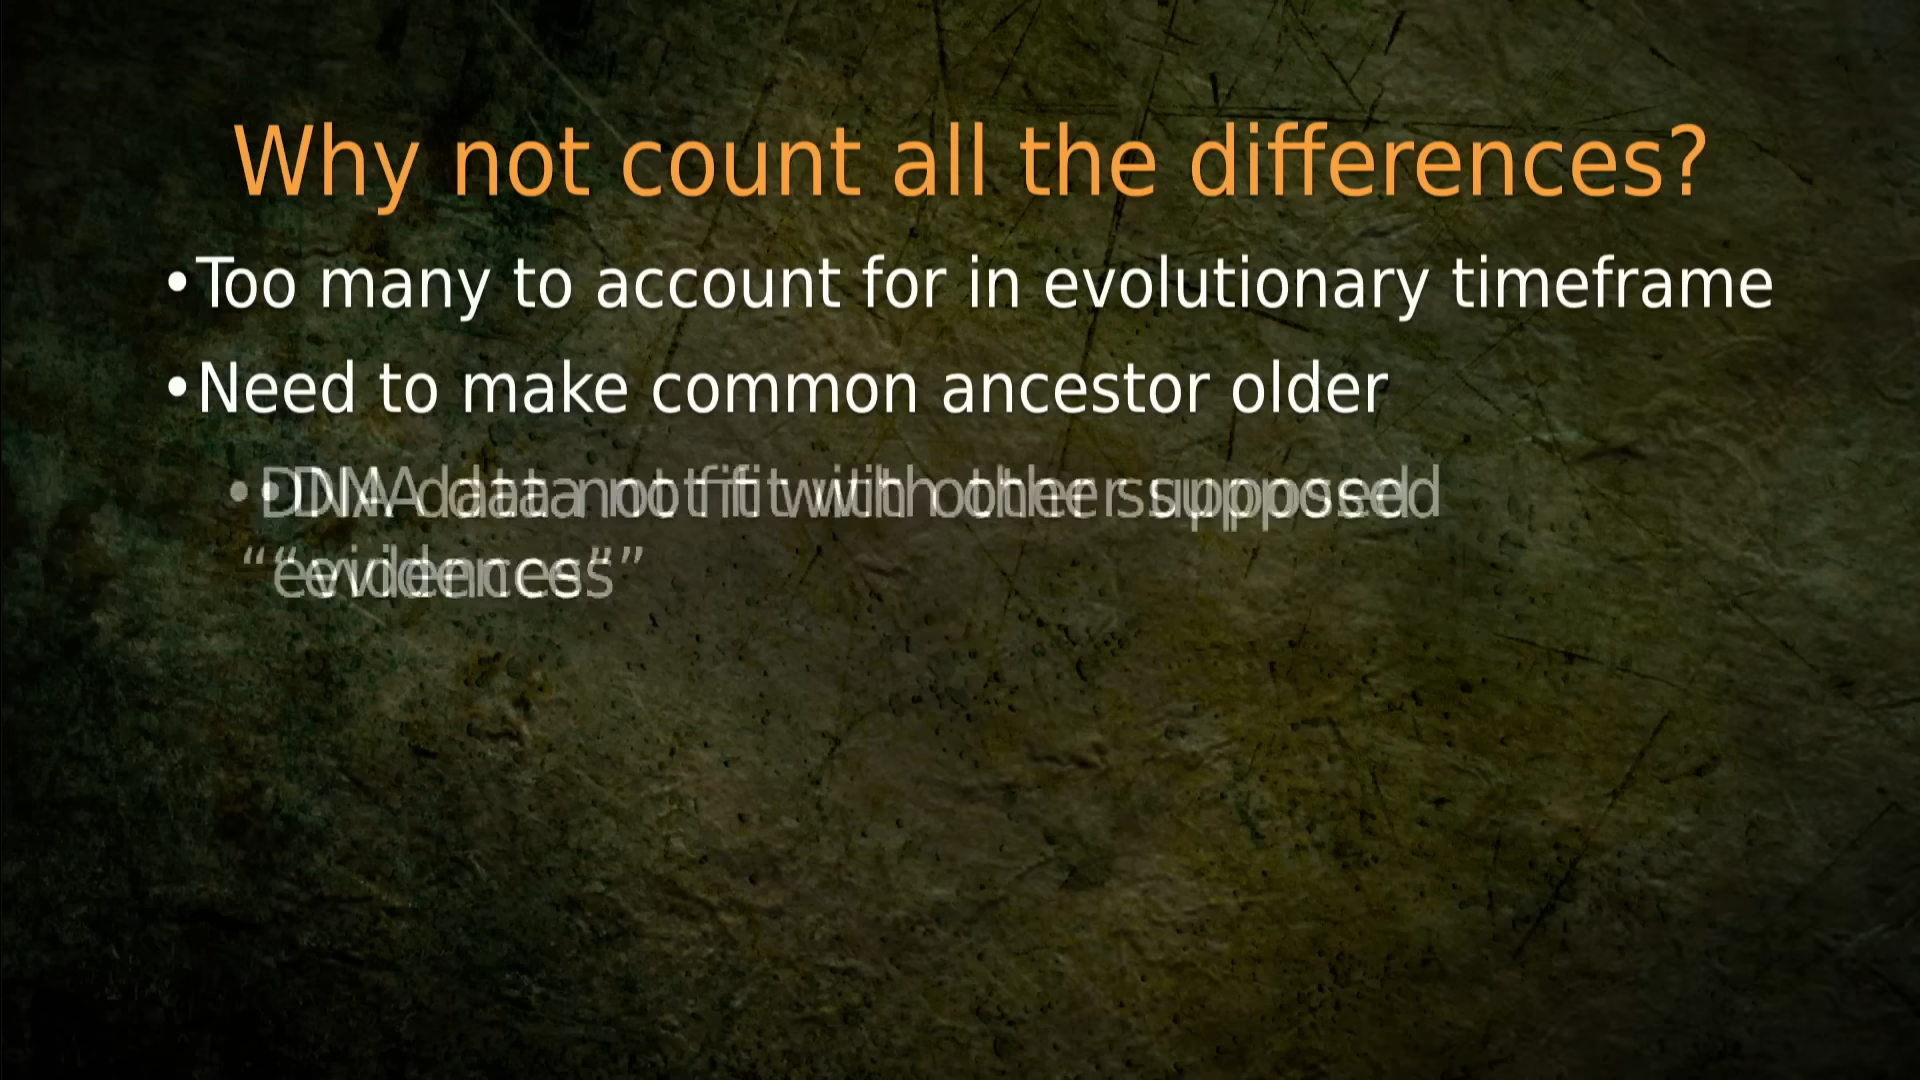 Why not count all the differences?
•Too many to account for in evolutionary timeframe
•Need to make common ancestor older
•DNA data not fit with other supposed
“evidences”